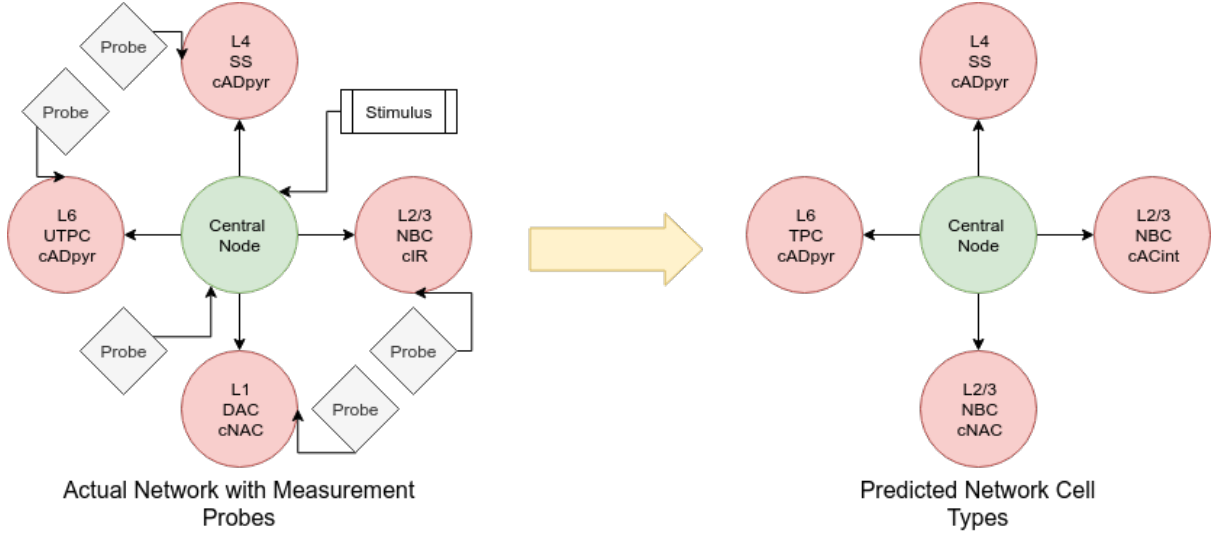 Probe
L4
SS
cADpyr
Probe
Stimulus
L6
UTPC
cADpyr
Central
Node
L2/3
NBC
cIR
Probe
Probe
L1
DAC
cNAC
Probe
Actual Network with Measurement
Probes
L4
SS
cADpyr
L6
TPC
cADpyr
Central
Node
L2/3
NBC
cACint
L2/3
NBC
cNAC
Predicted Network Cell
Types